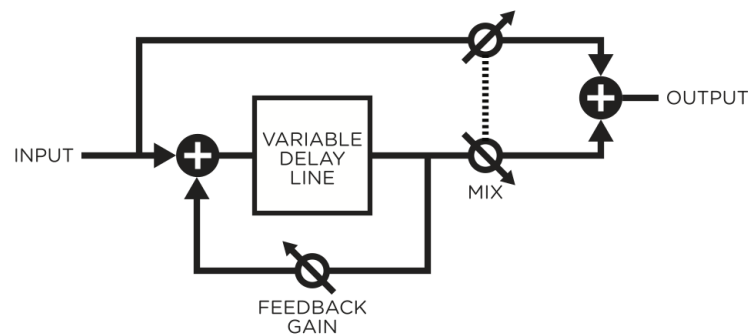 INPUT
VARIABLE
DELAY
LINE
MIX
OUTPUT
FEEDBACK
GAIN